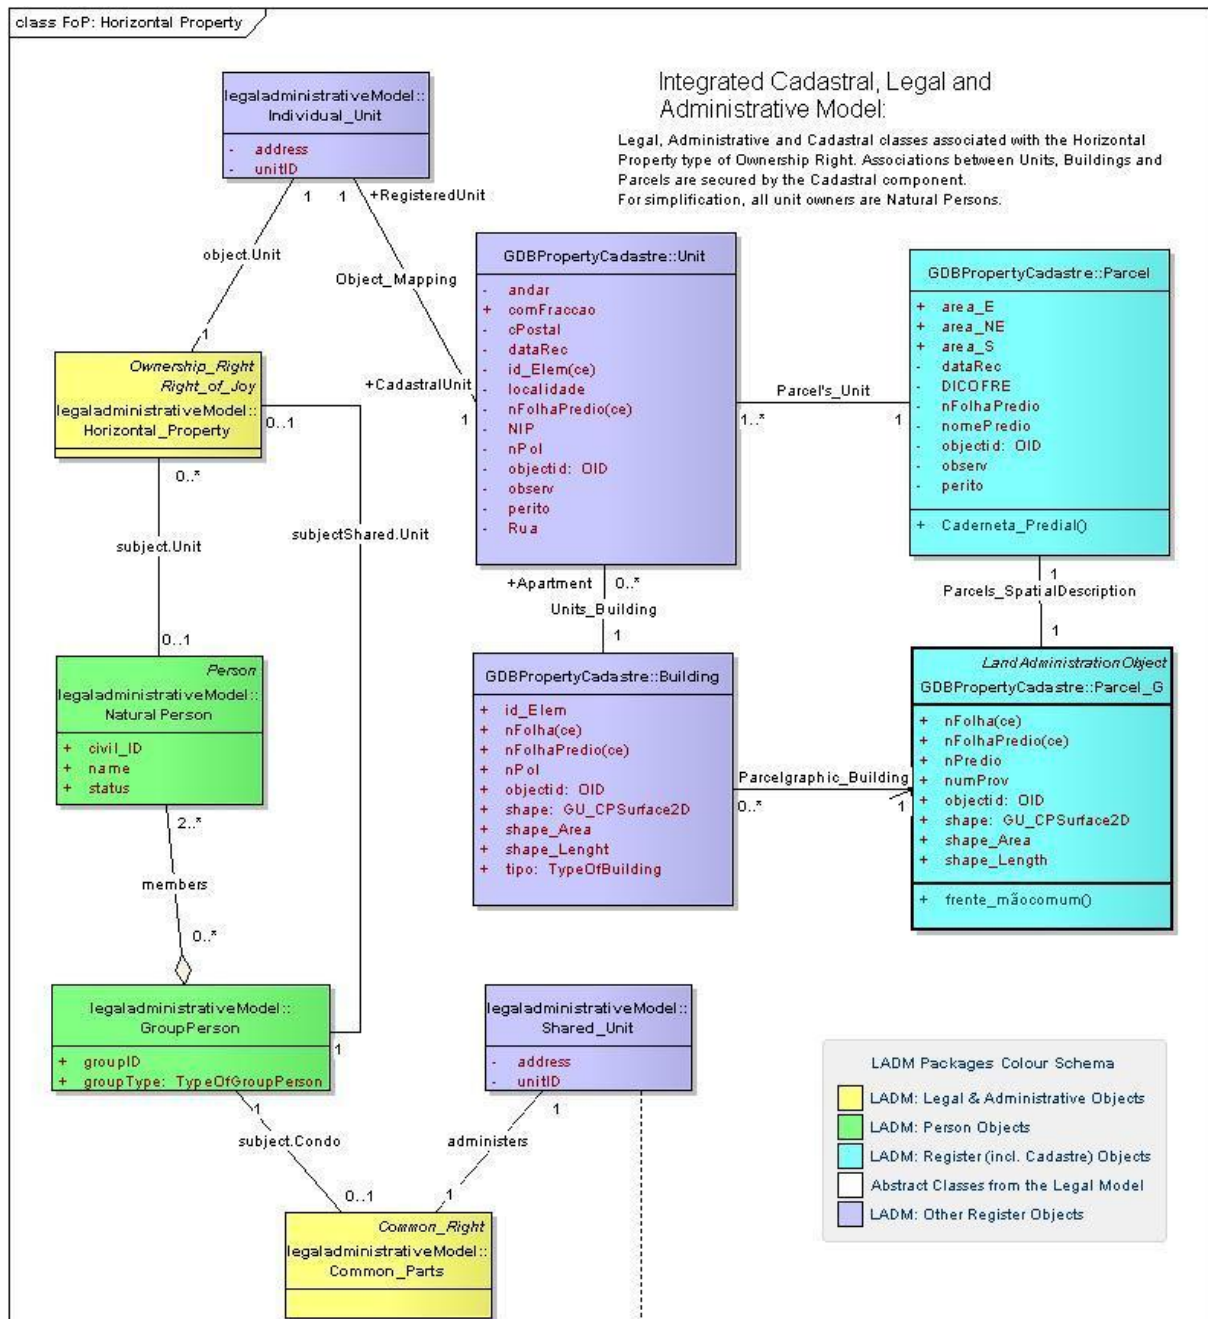 class FoP: Horizontal Property
Integrated Cadastral, Legal and
Administrative Model:
Legal, Administrative and Cadastral classes associated with the Horizontal
Property type of Ownership Right. Associations between Units, Buildings and
Parcels are secured by the Cadastral component.
For simplification, all unit owners are Natural Persons.
legaladministrativeModel::
Individual_Unit
- address
- unitID
1
1
+RegisteredUnit
object.Unit
Object_Mapping
1
+CadastralUnit
1
GDBPropertyCadastre::Unit
- andar
+ comFraccao
- cPostal
- dataRec
- id_Elem(ce)
- localidade
- nFolhaPredio(ce)
- NIP
- nPol
- objectid: OID
- observ
- perito
- Rua
Parcel's_Unit
1..*
1
GDBPropertyCadastre::Parcel
+ area_E
+ area_NE
+ area_S
- dataRec
- DICOFRE
- nFolhaPredio
- nomePredio
- objectid: OID
- observ
- perito
+ Caderneta_Predial()
Ownership_Right
Right_of_Joy
legaladministrativeModel::
Horizontal_Property
0..1
0..*
subject.Unit
subjectShared.Unit
0..1
+Apartment
0..*
Units_Building
1
1
Parcels_SpatialDescription
1
Person
legaladministrativeModel::
Natural Person
+ civil_ID
+ name
+ status
GDBPropertyCadastre::Building
+ id_Elem
+ nFolha(ce)
+ nFolhaPredio(ce)
+ nPol
+ objectid: OID
+ shape: GU_CPSurface2D
+ shape_Area
+ shape_Lenght
+ tipo: TypeOfBuilding
Parcelgraphic_Building
0..*
1
LandAdministrationObject
GDBPropertyCadastre::Parcel_G
+ nFolha(ce)
+ nFolhaPredio(ce)
+ nPredio
+ numProv
+ objectid: OID
+ shape: GU_CPSurface2D
+ shape_Area
+ shape_Length
+ frente_mãocomum()
2..*
members
0..*
legaladministrativeModel::
GroupPerson
+ groupID
+ groupType: TypeOfGroupPerson
1
1
subject.Condo
0..1
legaladministrativeModel::
Shared_Unit
- address
- unitID
1
administers
1
Common_Right
legaladministrativeModel::
Common_Parts
LADM Packages Colour Schema
LADM: Legal & Administrative Objects
LADM: Person Objects
LADM: Register (incl. Cadastre) Objects
Abstract Classes from the Legal Model
LADM: Other Register Objects